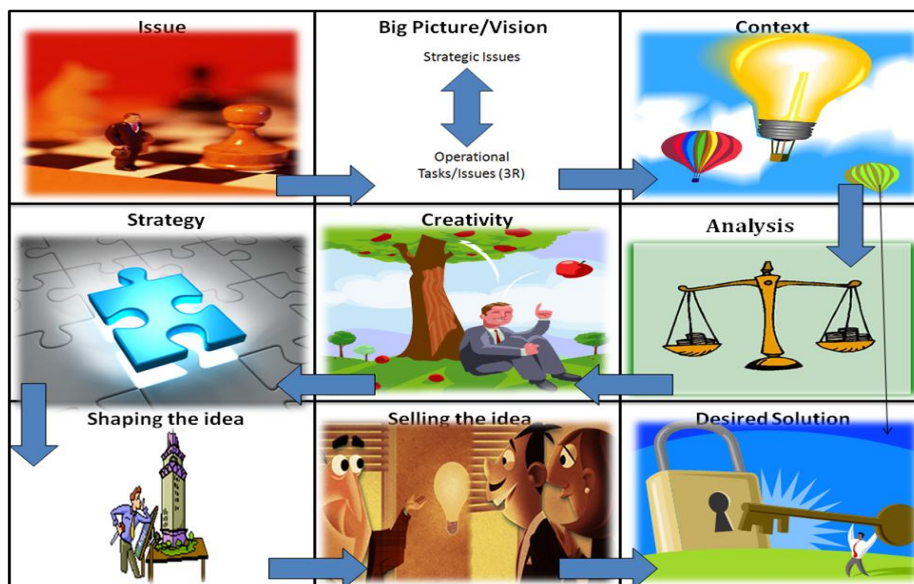 Issue
Big Picture/Vision
Context
Strategic Issues
Operational
Tasks/Issues (3R)
Strategy
Creativity
Analysis
Shaping the idea
Selling the idea
Desired Solution